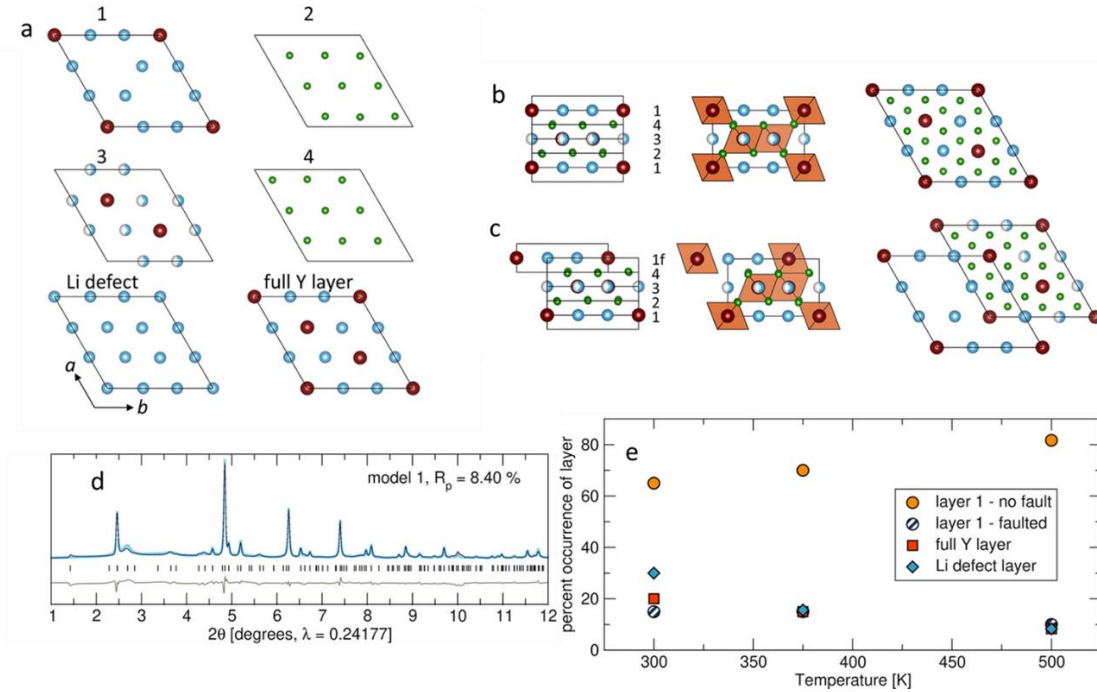 a
1
2
3
4
Li defect
full Y layer
a
b
b
1
4
3
2
1
c
1f
4
3
2
1
d
model 1, Rp = 8.40 %
1 2 3 4 5 6 7 8 9 10 11 12
2θ [degrees, λ = 0.24177]
e
percent occurrence of layer
80
60
40
20
0
layer 1 - no fault
layer 1 - faulted
full Y layer
Li defect layer
300 350 400 450 500
Temperature [K]